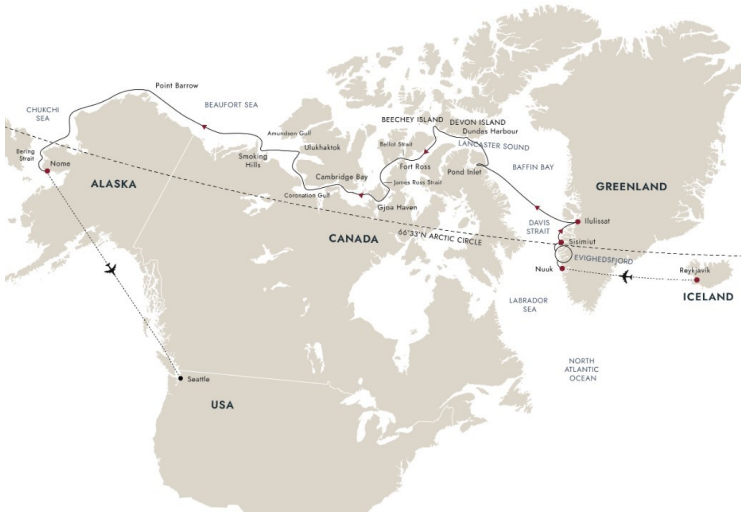 Point Barrow
CHUKCHI
SEA
BEAUFORT SEA
BEECHEY ISLAND
DEVON ISLAND
Dundas Harbour
Amundsen Gulf
Bering
Strait
Nome
Smoking
Hills
Ulukhaktok
Bellot Strait
LANCASTER SOUND
Fort Ross
Pond Inlet
BAFFIN BAY
ALASKA
Cambridge Bay
James Ross Strait
GREENLAND
Coronation Gulf
Gjoa Haven
Ilulissat
DAVIS
STRAIT
CANADA
66°33'N ARCTIC CIRCLE
Sisimiut
EVIGHEDSFJORD
Nuuk
Reykjavik
ICELAND
LABRADOR
SEA
NORTH
ATLANTIC
OCEAN
Seattle
USA